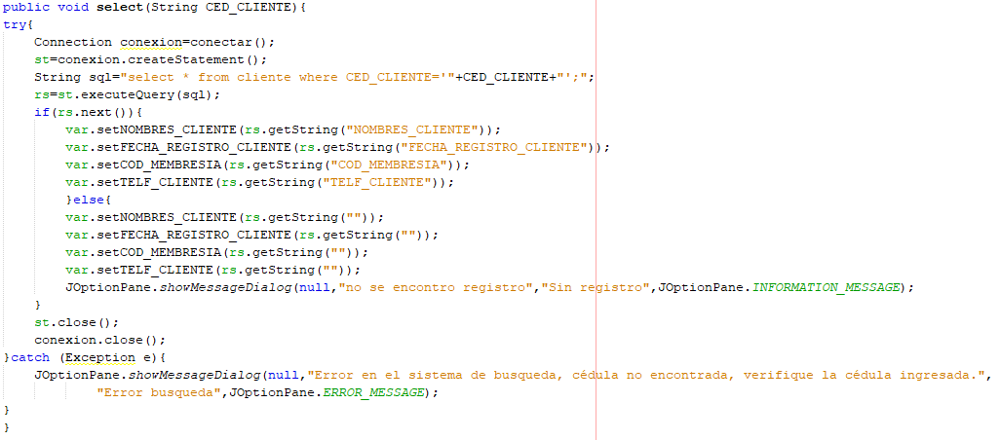 public void select(String CED_CLIENTE){
try{
    Connection conexion=conectar();
    st=conexion.createStatement();
    String sql="select * from cliente where CED_CLIENTE='"+CED_CLIENTE+"';";
    rs=st.executeQuery(sql);
    if(rs.next()){
        var.setNOMBRES_CLIENTE(rs.getString("NOMBRES_CLIENTE"));
        var.setFECHA_REGISTRO_CLIENTE(rs.getString("FECHA_REGISTRO_CLIENTE"));
        var.setCOD_MEMBRESIA(rs.getString("COD_MEMBRESIA"));
        var.setTELF_CLIENTE(rs.getString("TELF_CLIENTE"));
        }else{
        var.setNOMBRES_CLIENTE(rs.getString(""));
        var.setFECHA_REGISTRO_CLIENTE(rs.getString(""));
        var.setCOD_MEMBRESIA(rs.getString(""));
        var.setTELF_CLIENTE(rs.getString(""));
        JOptionPane.showMessageDialog(null,"no se encontro registro","Sin registro",JOptionPane.INFORMATION_MESSAGE);
    }
    st.close();
    conexion.close();
}catch (Exception e){
    JOptionPane.showMessageDialog(null,"Error en el sistema de busqueda, cédula no encontrada, verifique la cédula ingresada.",
            "Error busqueda",JOptionPane.ERROR_MESSAGE);
}
}